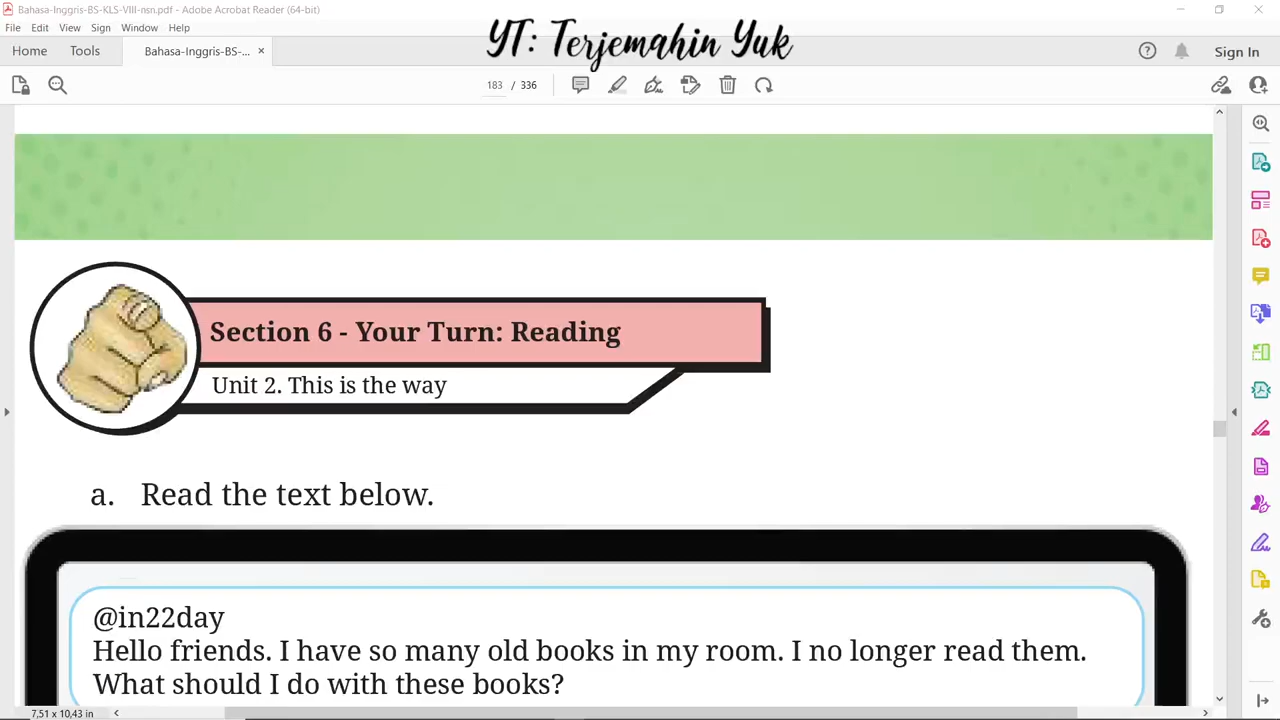 Bahasa-Inggris-BS-KLS-VIII-nsn.pdf - Adobe Acrobat Reader (64-bit)
File Edit View Sign Window Help
YT: Terjemahin Yuk
Home Tools Bahasa-Inggris-BS-... × Sign In
183 / 336
Section 6 - Your Turn: Reading
Unit 2. This is the way
a. Read the text below.
@in22day
Hello friends. I have so many old books in my room. I no longer read them.
What should I do with these books?
7,51 x 10,43 in